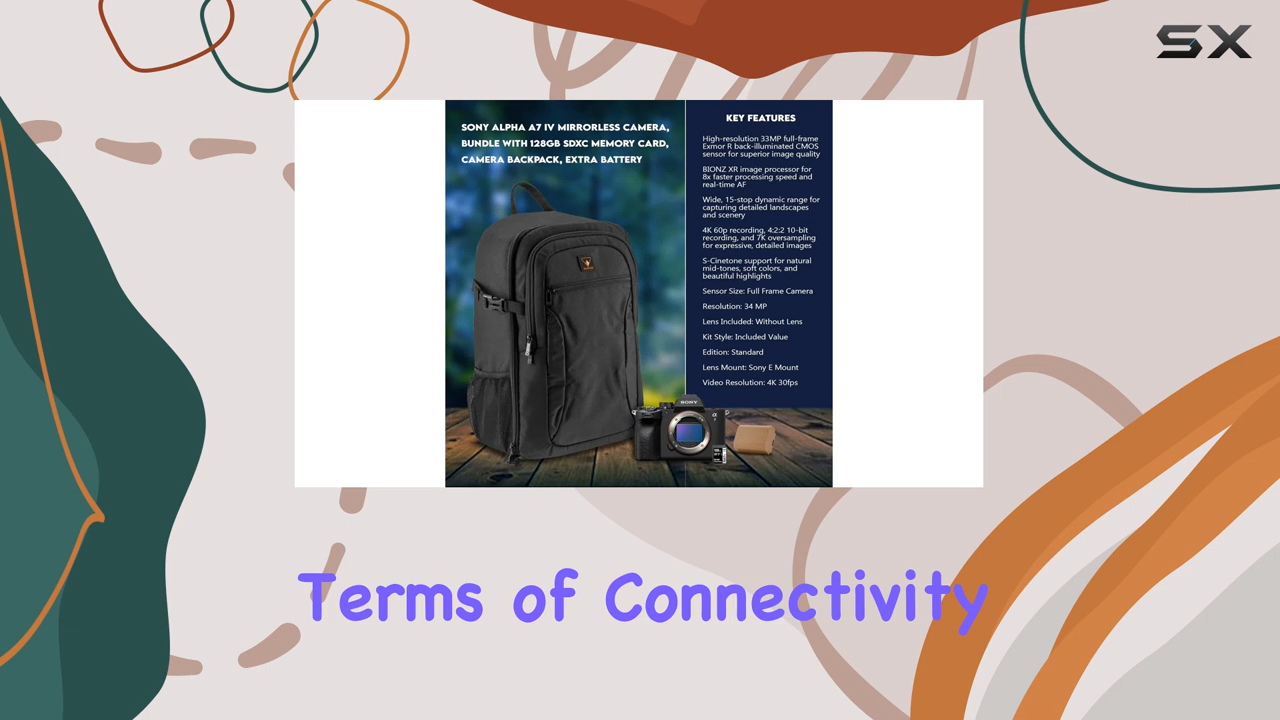 SX
SONY ALPHA A7 IV MIRRORLESS CAMERA,
BUNDLE WITH 128GB SDXC MEMORY CARD,
CAMERA BACKPACK, EXTRA BATTERY
KEY FEATURES
High-resolution 33MP full-frame
Exmor R back-illuminated CMOS
sensor for superior image quality
BIONZ XR image processor for
8x faster processing speed and
real-time AF
Wide, 15-stop dynamic range for
capturing detailed landscapes
and scenery
4K 60p recording, 4:2:2 10-bit
recording, and 7K oversampling
for expressive, detailed images
S-Cinetone support for natural
mid-tones, soft colors, and
beautiful highlights
Sensor Size: Full Frame Camera
Resolution: 34 MP
Lens Included: Without Lens
Kit Style: Included Value
Edition: Standard
Lens Mount: Sony E Mount
Video Resolution: 4K 30fps
SONY
Terms of Connectivity